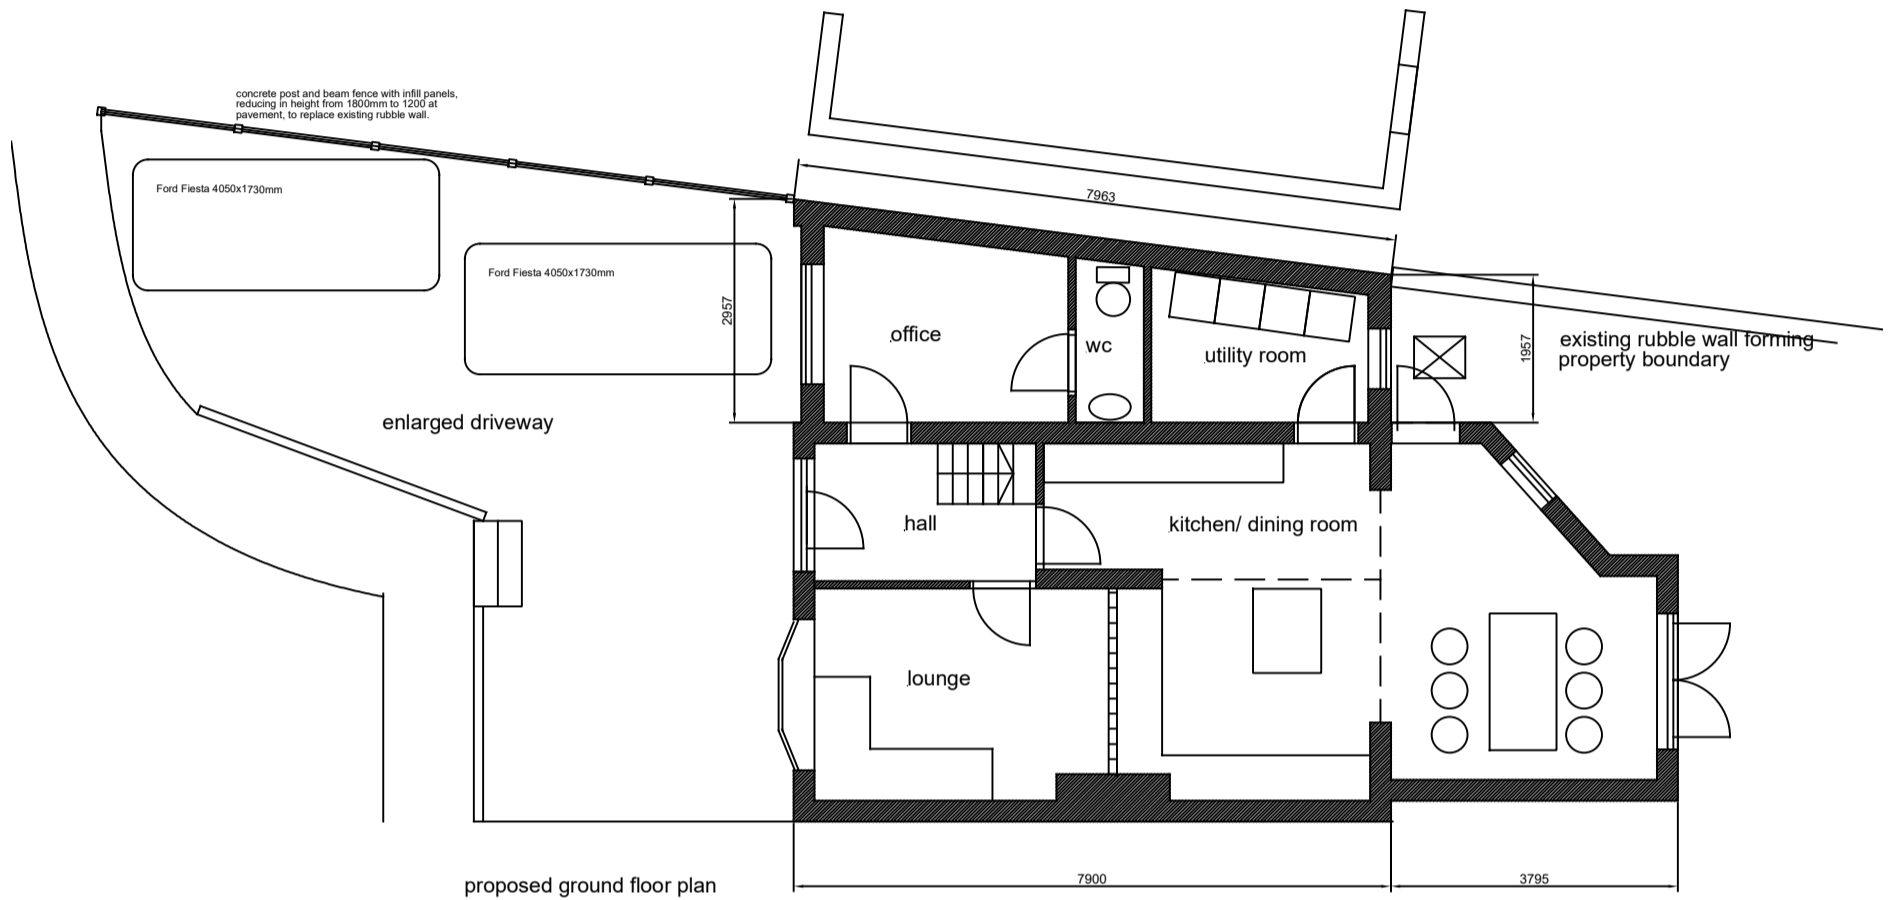 concrete post and beam fence with infill panels,
reducing in height from 1800mm to 1200 at
pavement, to replace existing rubble wall.
Ford Fiesta 4050x1730mm
7963
Ford Fiesta 4050x1730mm
2957
office
wc
utility room
1957
existing rubble wall forming
property boundary
enlarged driveway
hall
kitchen/ dining room
lounge
proposed ground floor plan
7900
3795